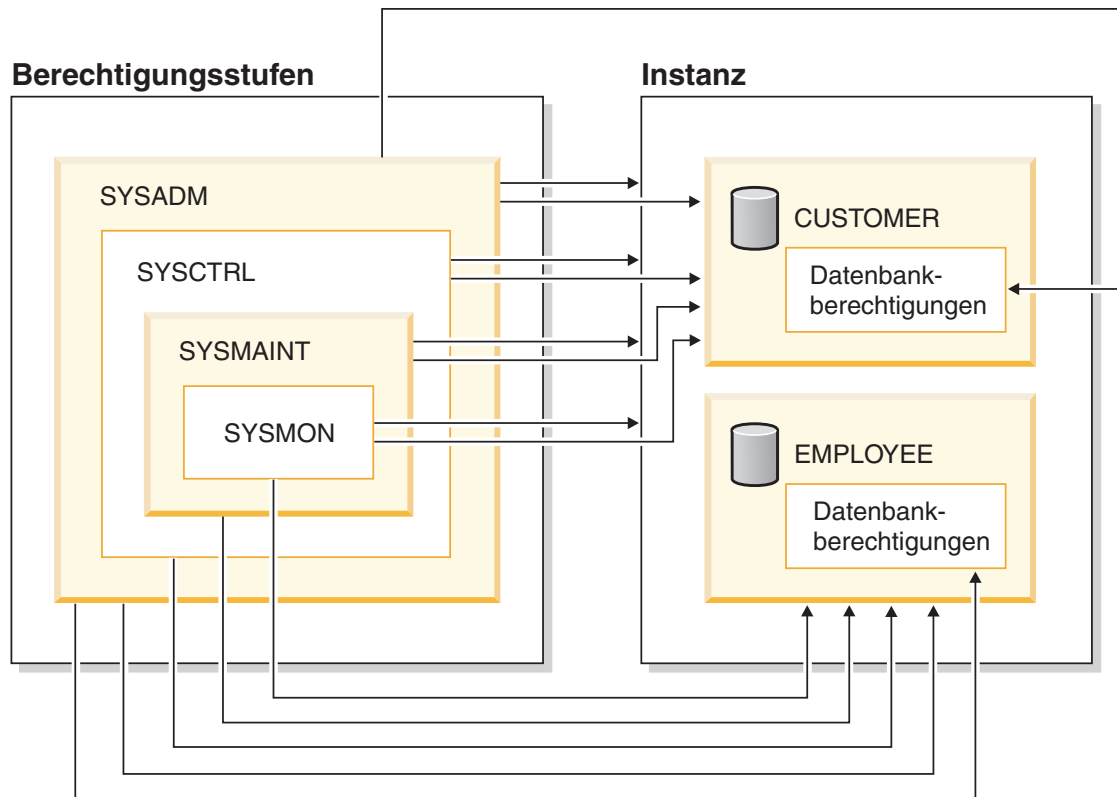 Berechtigungsstufen
Instanz
SYSADM
SYSCTRL
SYSMAINT
SYSMON
CUSTOMER
Datenbank-
berechtigungen
EMPLOYEE
Datenbank-
berechtigungen